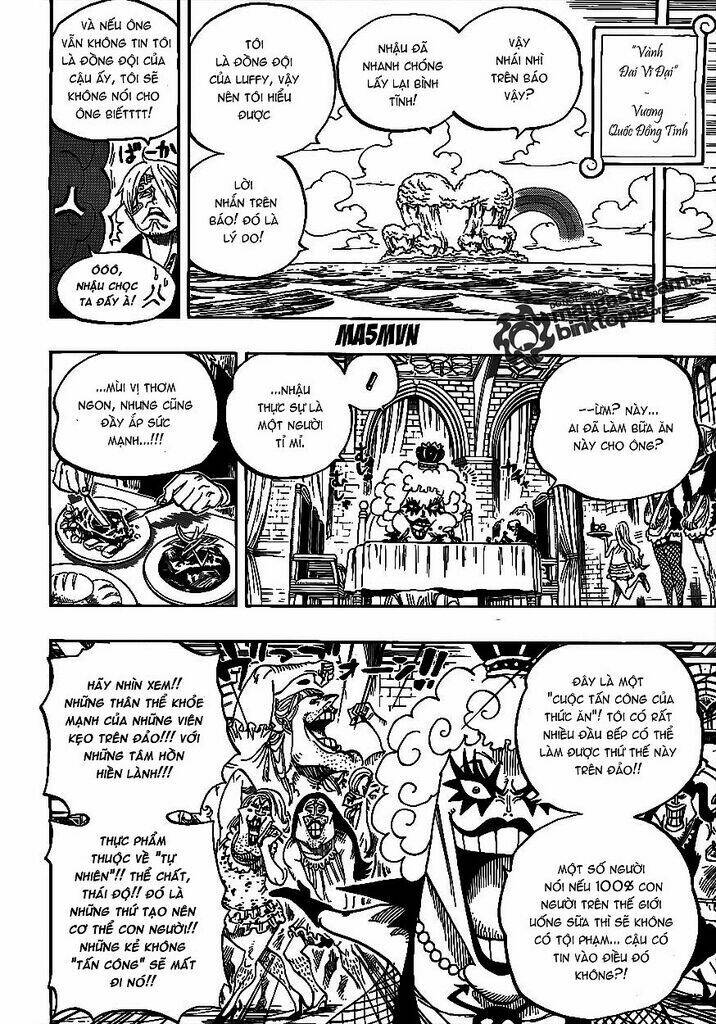 "Vành
Đai Vĩ Đại"
~
Vương
Quốc Đồng Tính
VẬY
NHÁI NHÌ
TRÊN BÁO
VẬY?
NHẬU ĐÃ
NHANH CHÓNG
LẤY LẠI BÌNH
TĨNH!
TÔI
LÀ ĐỒNG ĐỘI
CỦA LUFFY, VẬY
NÊN TÔI HIỂU
ĐƯỢC
LỜI
NHẮN TRÊN
BÁO! ĐÓ LÀ
LÝ DO!
VÀ NẾU ÔNG
VẪN KHÔNG TIN TÔI
LÀ ĐỒNG ĐỘI CỦA
CẬU ẤY, TÔI SẼ
KHÔNG NÓI CHO
ÔNG BIẾTTTT!
ばーか
ÓÓÓ,
NHẬU CHỌC
TA ĐẤY À!
mangastream.com
binktopia
MASMVN
---ỪM? NÀY...
AI ĐÃ LÀM BỮA ĂN
NÀY CHO ÔNG?
!
...NHẬU
THỰC SỰ LÀ
MỘT NGƯỜI
TỈ MỈ.
...MÙI VỊ THƠM
NGON, NHƯNG CŨNG
ĐẦY ẮP SỨC
MẠNH...!!!
ĐÂY LÀ MỘT
"CUỘC TẤN CÔNG CỦA
THỨC ĂN"! TÔI CÓ RẤT
NHIỀU ĐẦU BẾP CÓ THỂ
LÀM ĐƯỢC THỨ THẾ NÀY
TRÊN ĐẢO!!
MỘT SỐ NGƯỜI
NÓI NẾU 100% CON
NGƯỜI TRÊN THẾ GIỚI
UỐNG SỮA THÌ SẼ KHÔNG
CÓ TỘI PHẠM... CẬU CÓ
TIN VÀO ĐIỀU ĐÓ
KHÔNG?!
HÃY NHÌN XEM!!
NHỮNG THÂN THỂ KHỎE
MẠNH CỦA NHỮNG VIÊN
KẸO TRÊN ĐẢO!!! VỚI
NHỮNG TÂM HỒN
HIỀN LÀNH!!!
THỰC PHẨM
THUỘC VỀ "TỰ
NHIÊN"!! THỂ CHẤT,
THÁI ĐỘ!! ĐÓ LÀ
NHỮNG THỨ TẠO NÊN
CƠ THỂ CON NGƯỜI!!
NHỮNG KẺ KHÔNG
"TẤN CÔNG" SẼ MẤT
ĐI NÓ!!